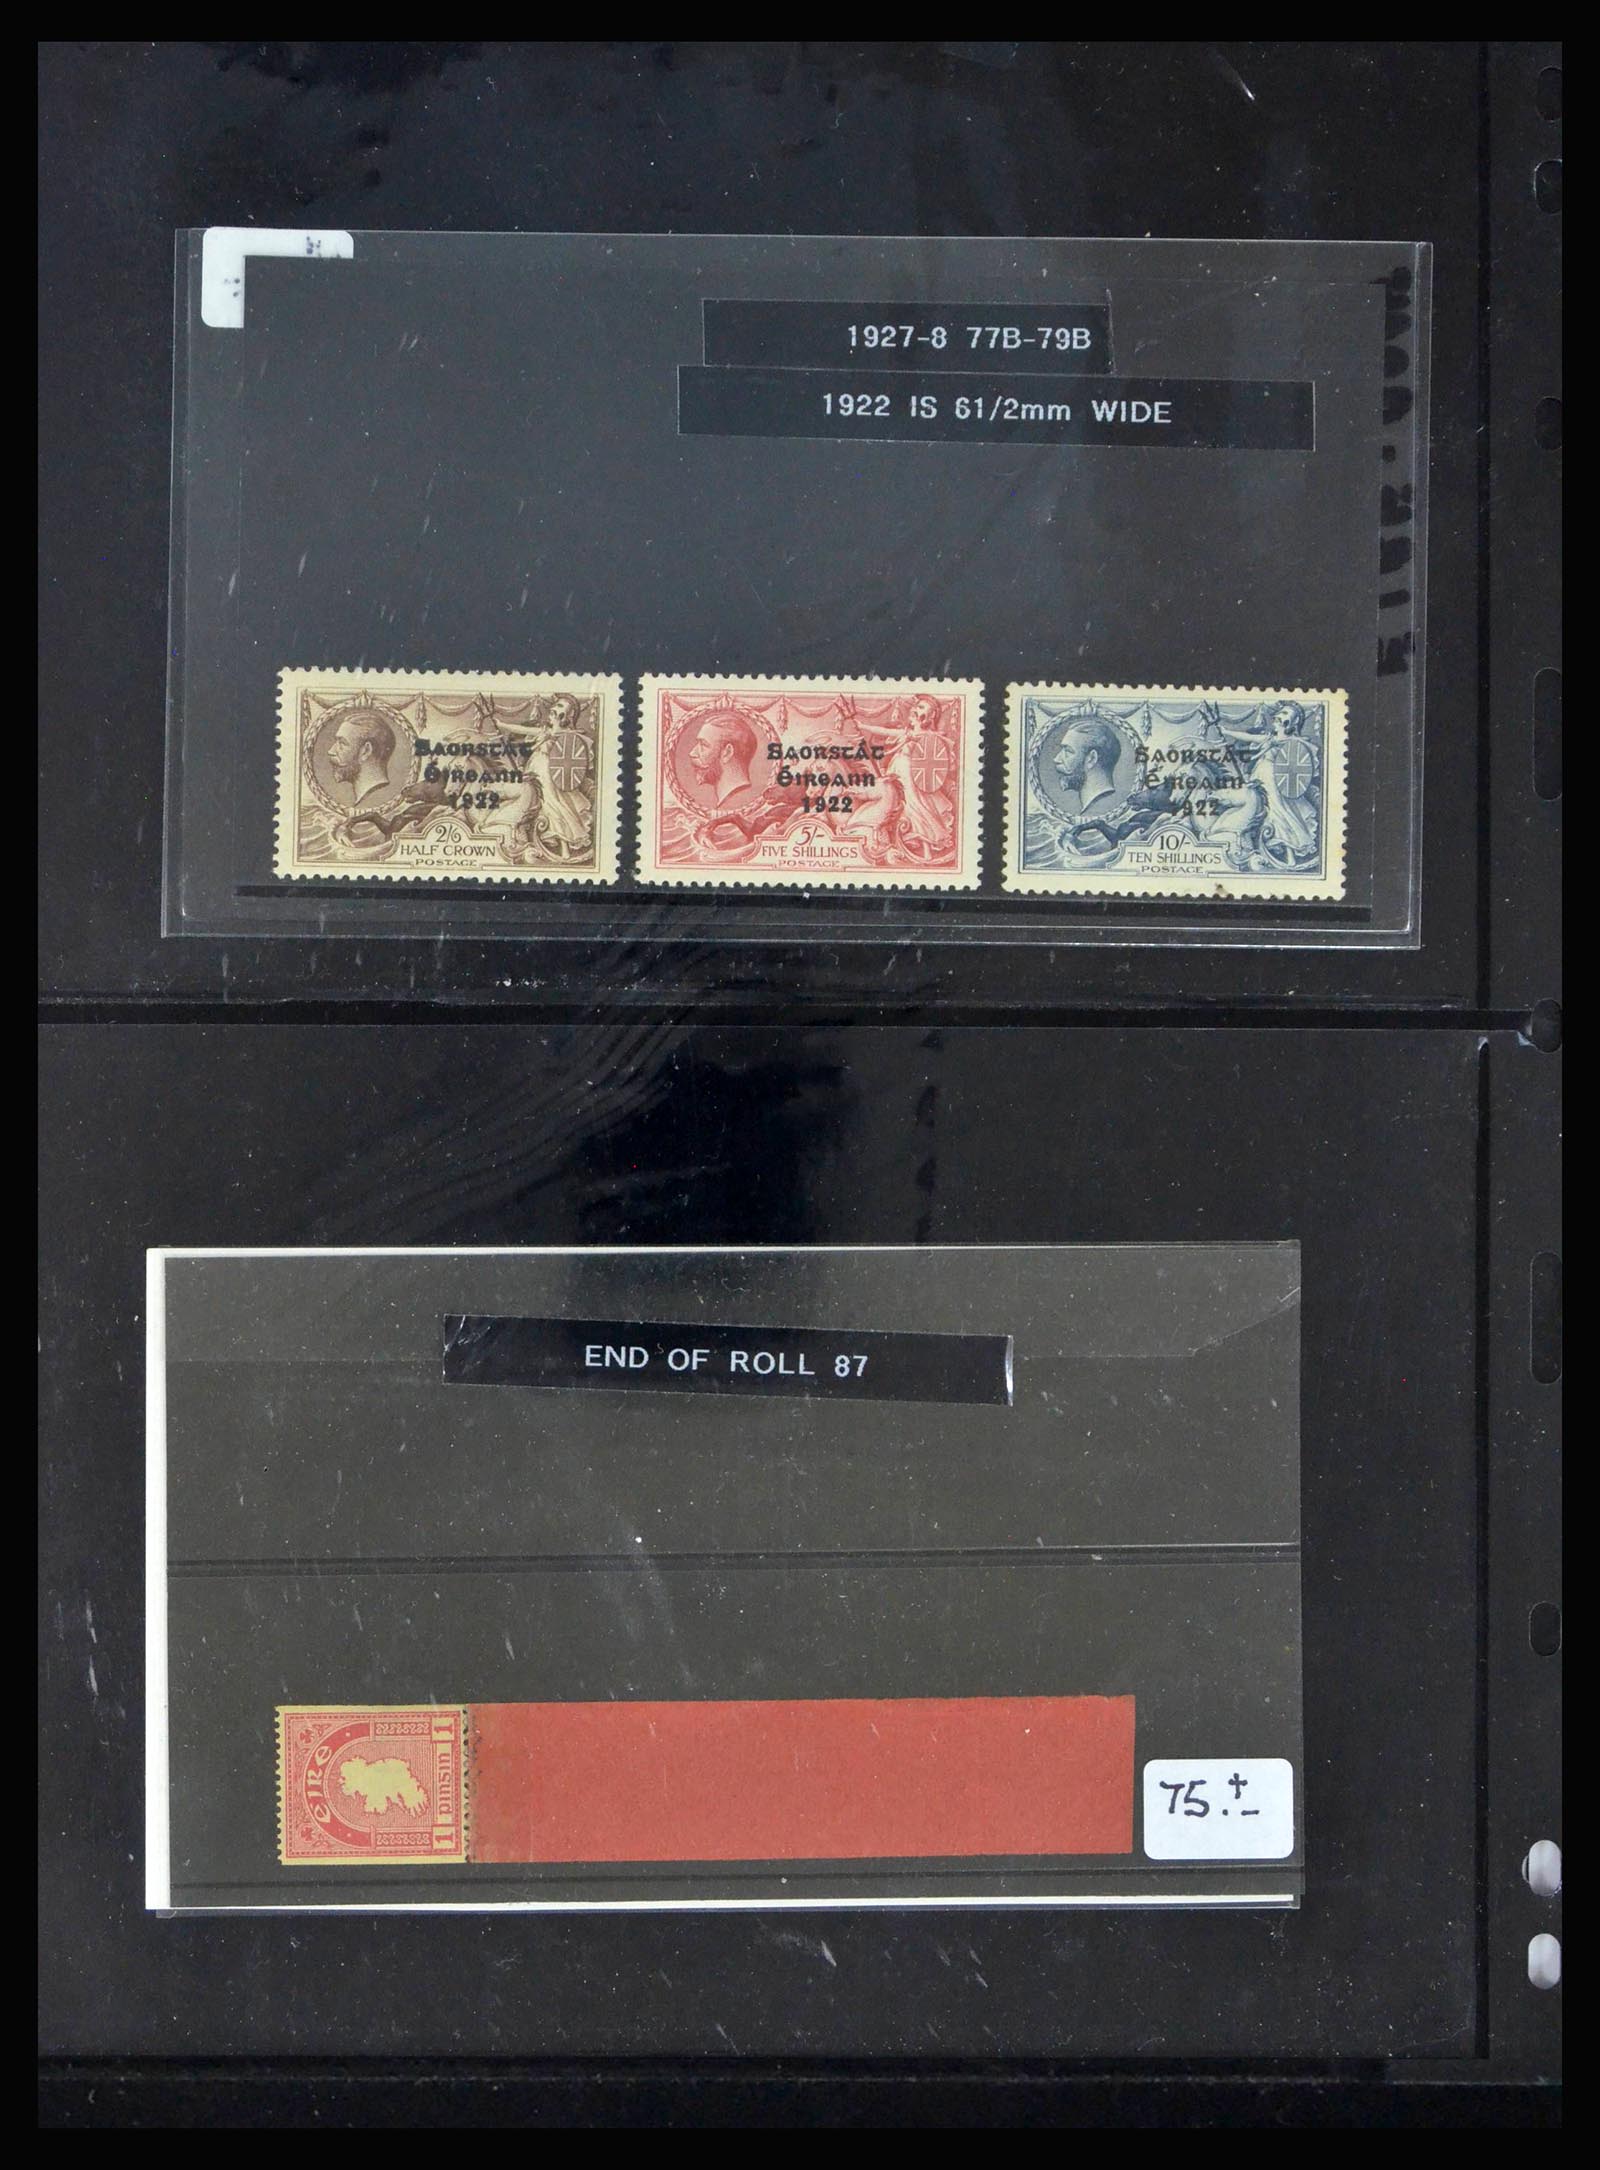 1927-8 77B-79B
1922 IS 61/2mm WIDE
Saorstát
Éireann
1922
2/6
HALF CROWN
POSTAGE
Saorstát
Éireann
1922
5/-
FIVE SHILLINGS
POSTAGE
Saorstát
Éireann
1922
10/-
TEN SHILLINGS
POSTAGE
END OF ROLL 87
éire
1 pinsin 1
75.+-